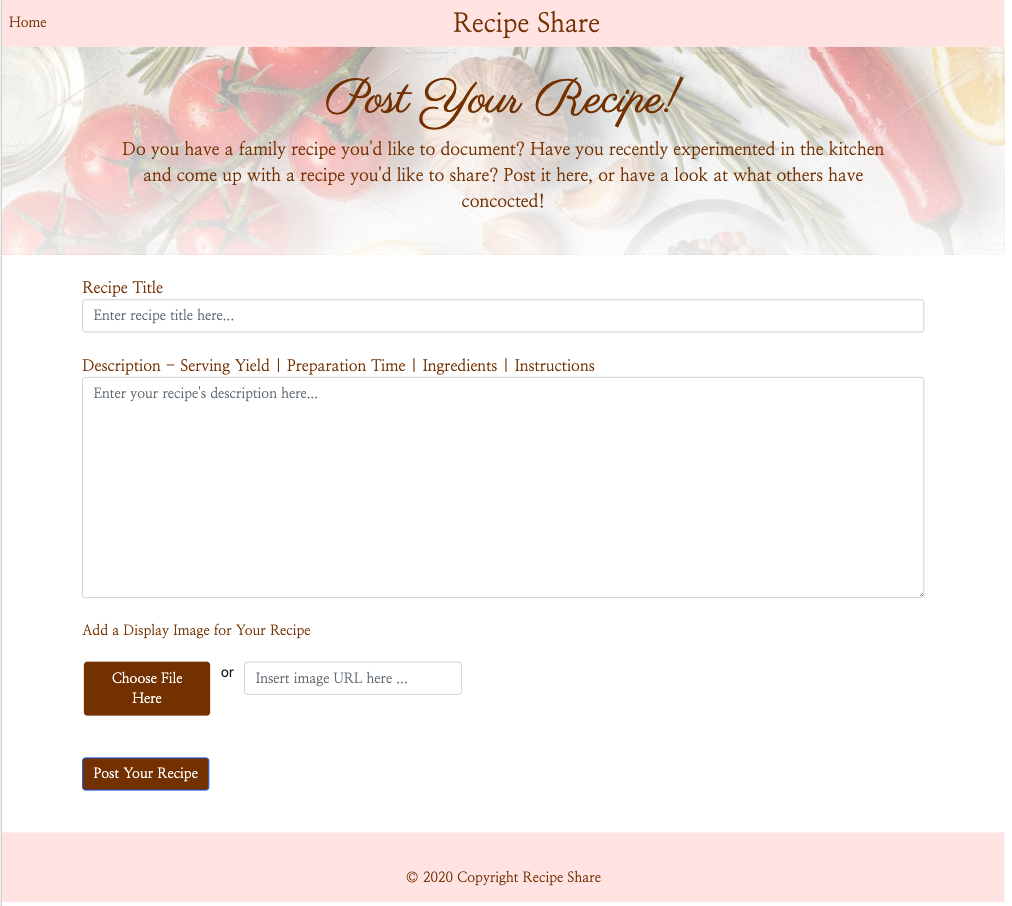 Home
Recipe Share
Post Your Recipe!
Do you have a family recipe you'd like to document? Have you recently experimented in the kitchen
and come up with a recipe you'd like to share? Post it here, or have a look at what others have
concocted!
Recipe Title
Enter recipe title here...
Description – Serving Yield | Preparation Time | Ingredients | Instructions
Enter your recipe's description here...
Add a Display Image for Your Recipe
Choose File
Here
or
Insert image URL here ...
Post Your Recipe
© 2020 Copyright Recipe Share